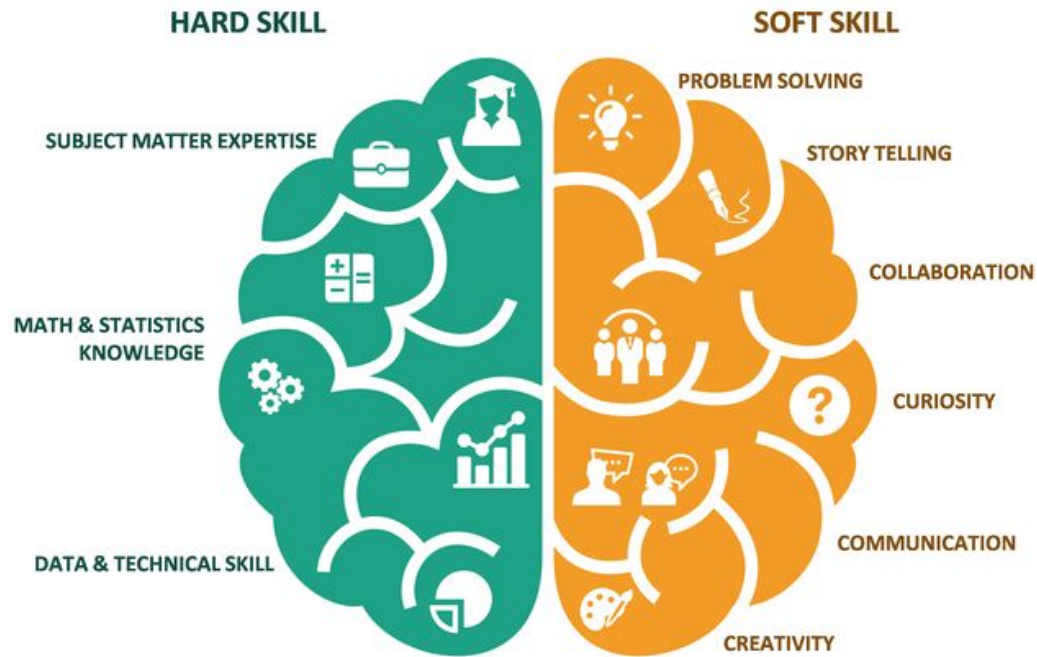 HARD SKILL
SUBJECT MATTER EXPERTISE
MATH & STATISTICS
KNOWLEDGE
DATA & TECHNICAL SKILL
SOFT SKILL
PROBLEM SOLVING
STORY TELLING
COLLABORATION
CURIOSITY
COMMUNICATION
CREATIVITY